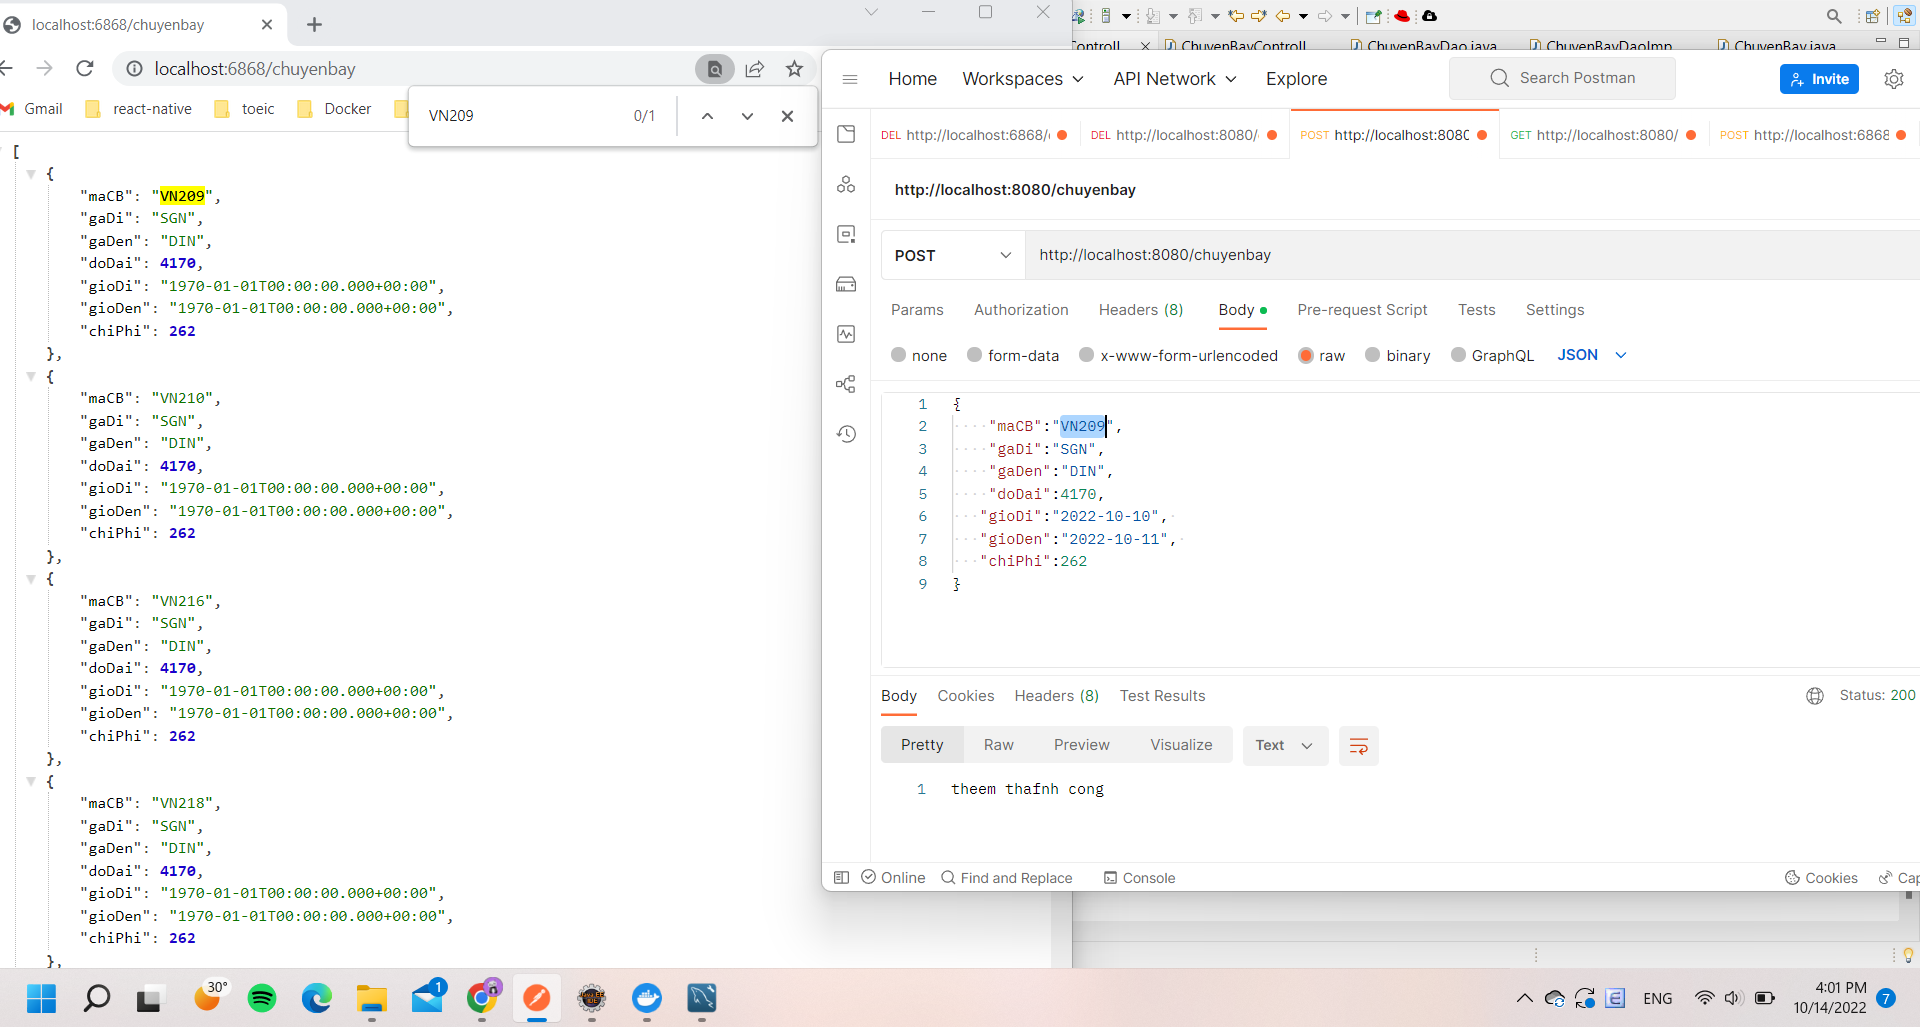 localhost:6868/chuyenbay
localhost:6868/chuyenbay
Gmail react-native toeic Docker
VN209 0/1
[
{
"maCB": "VN209",
"gaDi": "SGN",
"gaDen": "DIN",
"doDai": 4170,
"gioDi": "1970-01-01T00:00:00.000+00:00",
"gioDen": "1970-01-01T00:00:00.000+00:00",
"chiPhi": 262
},
{
"maCB": "VN210",
"gaDi": "SGN",
"gaDen": "DIN",
"doDai": 4170,
"gioDi": "1970-01-01T00:00:00.000+00:00",
"gioDen": "1970-01-01T00:00:00.000+00:00",
"chiPhi": 262
},
{
"maCB": "VN216",
"gaDi": "SGN",
"gaDen": "DIN",
"doDai": 4170,
"gioDi": "1970-01-01T00:00:00.000+00:00",
"gioDen": "1970-01-01T00:00:00.000+00:00",
"chiPhi": 262
},
{
"maCB": "VN218",
"gaDi": "SGN",
"gaDen": "DIN",
"doDai": 4170,
"gioDi": "1970-01-01T00:00:00.000+00:00",
"gioDen": "1970-01-01T00:00:00.000+00:00",
"chiPhi": 262
},
Controll ChuyenBayControll ChuyenBayDao.java ChuyenBayDaoImp ChuyenBay.java
Home Workspaces API Network Explore Search Postman Invite
DEL http://localhost:6868/ DEL http://localhost:8080/ POST http://localhost:8080 GET http://localhost:8080/ POST http://localhost:6868
http://localhost:8080/chuyenbay
POST http://localhost:8080/chuyenbay
Params Authorization Headers (8) Body Pre-request Script Tests Settings
none form-data x-www-form-urlencoded raw binary GraphQL JSON
1 {
2 "maCB":"VN209",
3 "gaDi":"SGN",
4 "gaDen":"DIN",
5 "doDai":4170,
6 "gioDi":"2022-10-10",
7 "gioDen":"2022-10-11",
8 "chiPhi":262
9 }
Body Cookies Headers (8) Test Results Status: 200
Pretty Raw Preview Visualize Text
1 theem thafnh cong
Online Find and Replace Console Cookies Cap
30° 1 ENG 4:01 PM
10/14/2022 7